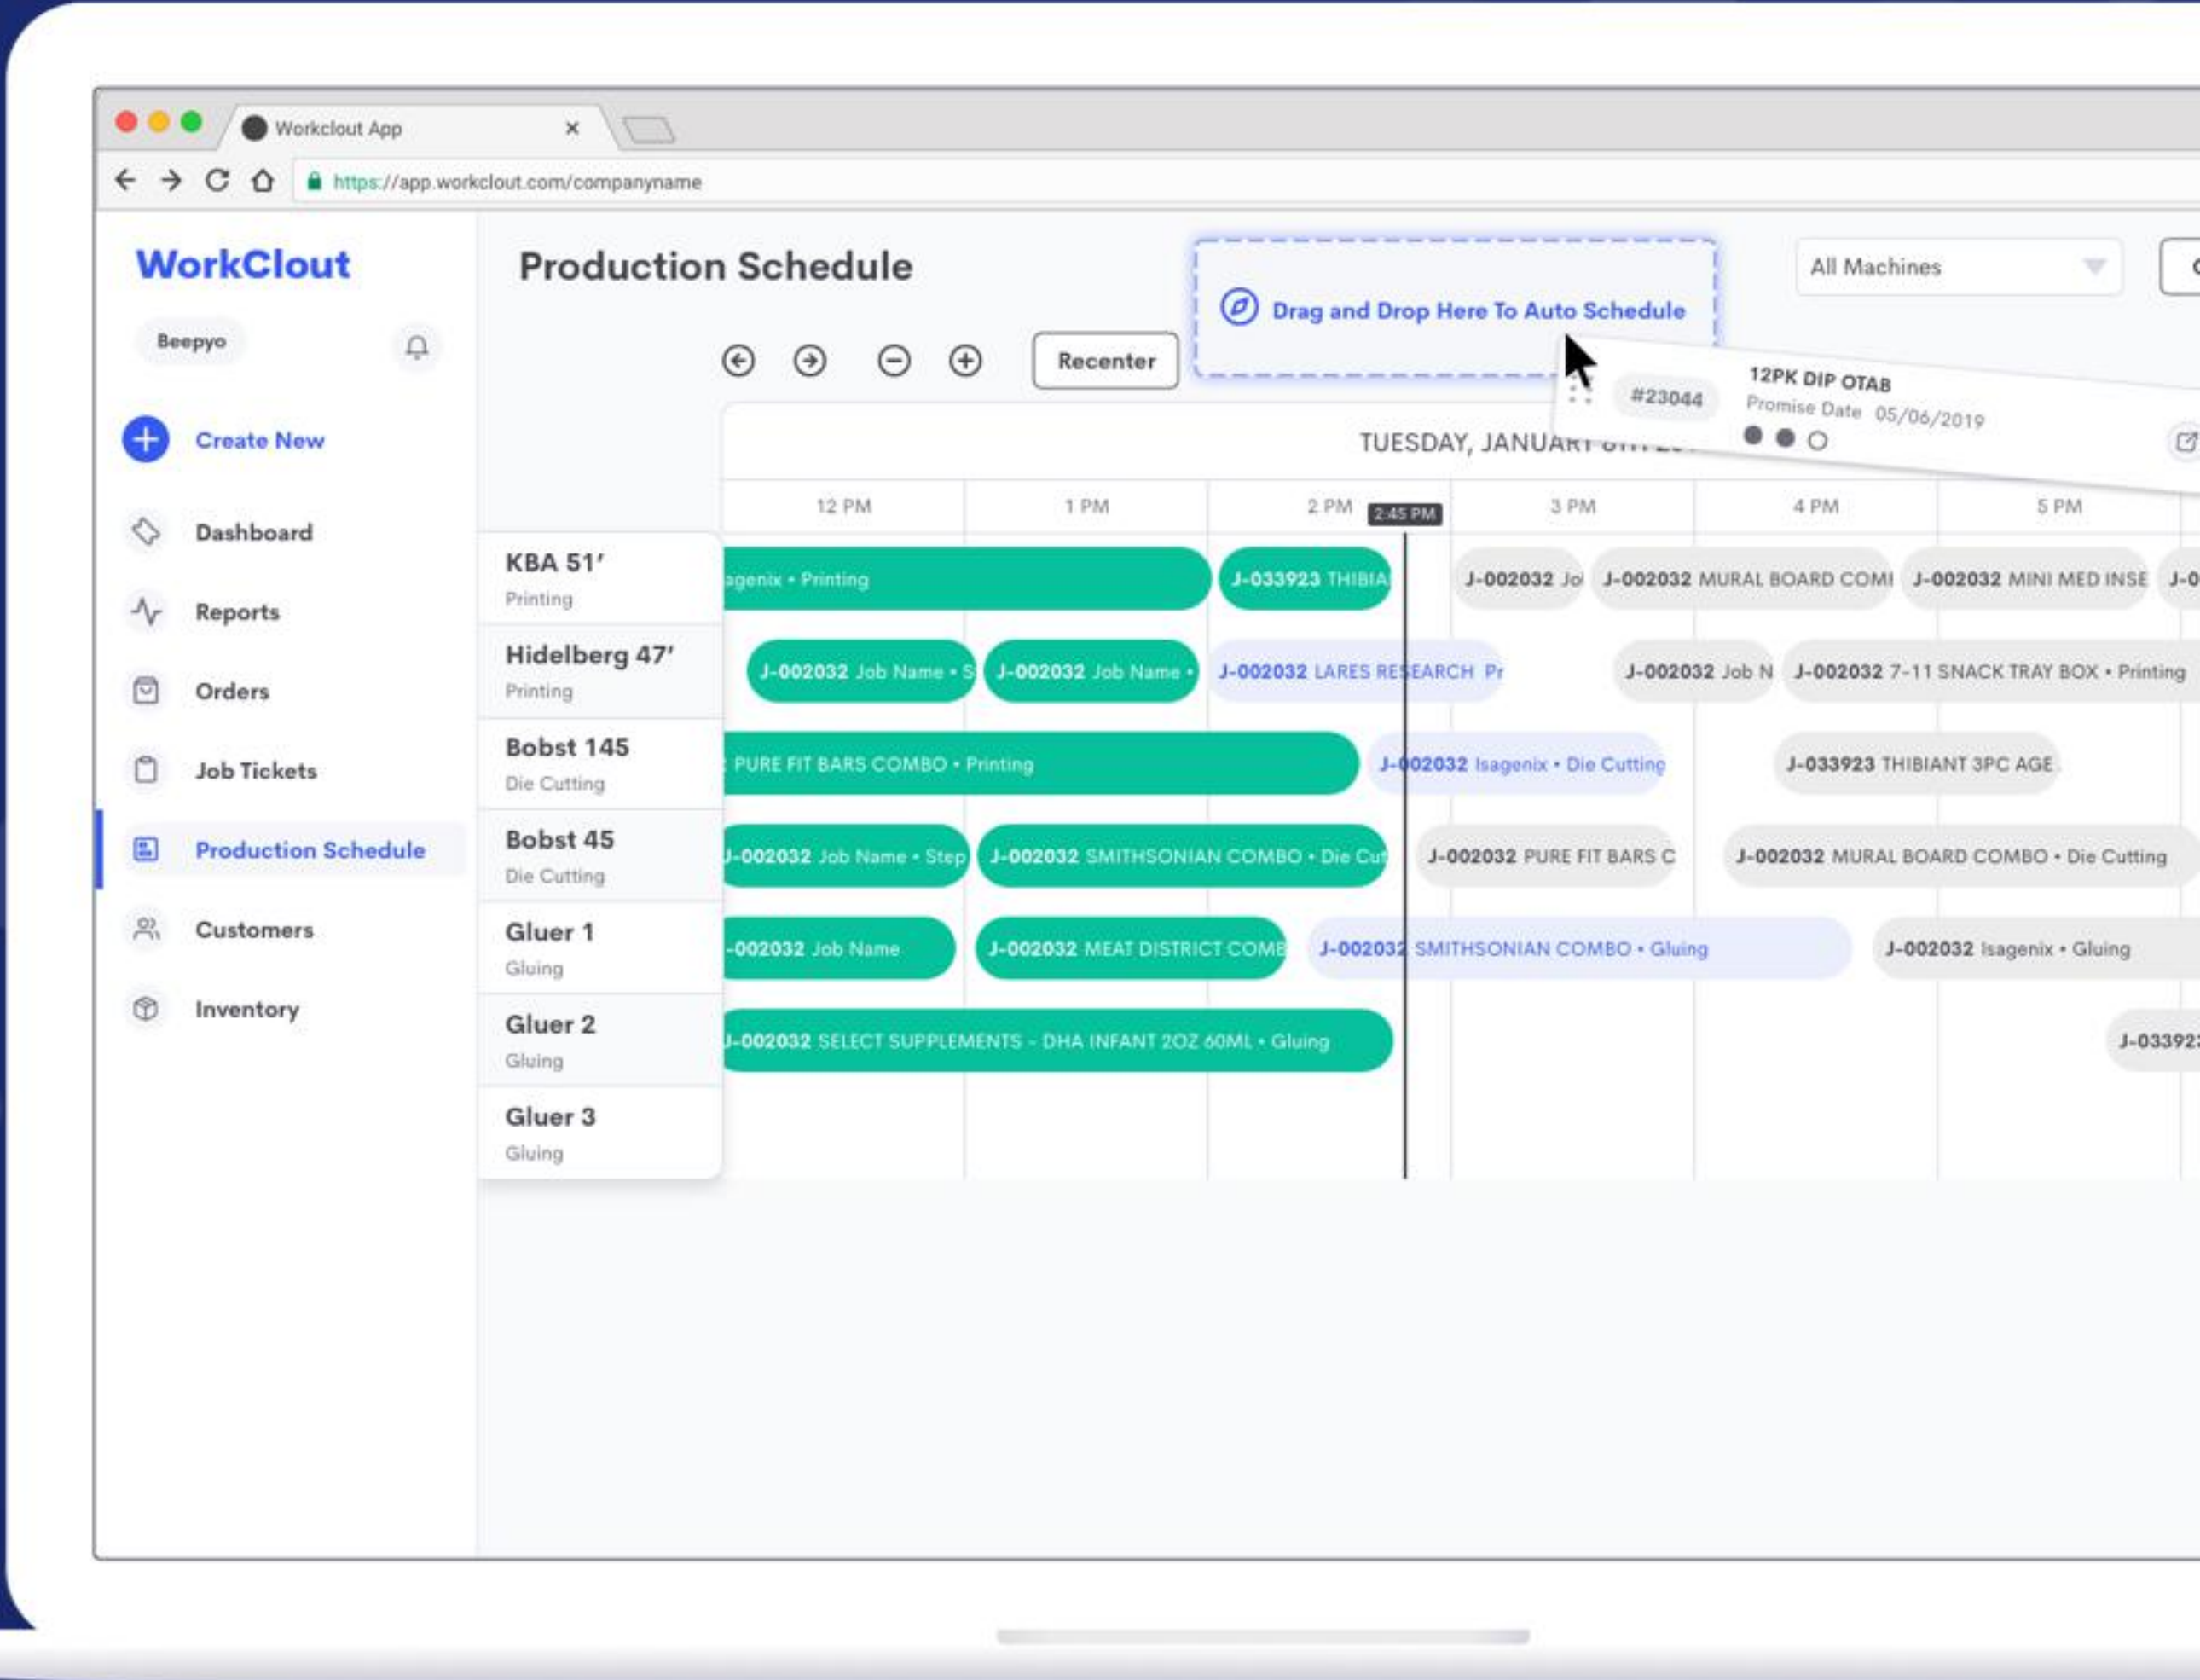 Workclout App
https://app.workclout.com/companyname
WorkClout
Beepyo
Create New
Dashboard
Reports
Orders
Job Tickets
Production Schedule
Customers
Inventory
Production Schedule
Recenter
Drag and Drop Here To Auto Schedule
All Machines
#23044
12PK DIP OTAB
Promise Date 05/06/2019
TUESDAY, JANUARY
12 PM 1 PM 2 PM 2:45 PM 3 PM 4 PM 5 PM
KBA 51’
Printing
agenix • Printing
J-033923 THIBIA
J-002032 Jo
J-002032 MURAL BOARD COM
J-002032 MINI MED INSE
J-0
Hidelberg 47’
Printing
J-002032 Job Name • S
J-002032 Job Name •
J-002032 LARES RESEARCH Pr
J-002032 Job N
J-002032 7-11 SNACK TRAY BOX • Printing
Bobst 145
Die Cutting
PURE FIT BARS COMBO • Printing
J-002032 Isagenix • Die Cutting
J-033923 THIBIANT 3PC AGE
Bobst 45
Die Cutting
J-002032 Job Name • Step
J-002032 SMITHSONIAN COMBO • Die Cut
J-002032 PURE FIT BARS C
J-002032 MURAL BOARD COMBO • Die Cutting
Gluer 1
Gluing
-002032 Job Name
J-002032 MEAT DISTRICT COMB
J-002032 SMITHSONIAN COMBO • Gluing
J-002032 Isagenix • Gluing
Gluer 2
Gluing
J-002032 SELECT SUPPLEMENTS - DHA INFANT 2OZ 60ML • Gluing
J-033923
Gluer 3
Gluing